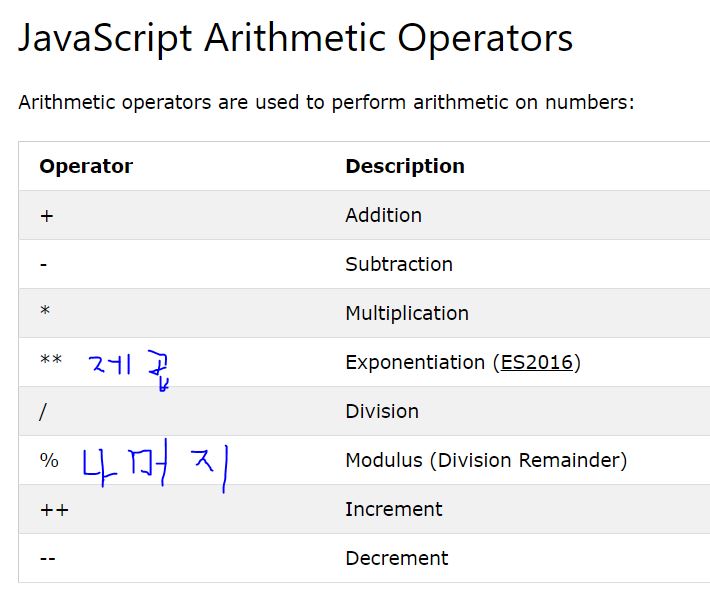 JavaScript Arithmetic Operators
Arithmetic operators are used to perform arithmetic on numbers:
Operator Description
+ Addition
- Subtraction
* Multiplication
** 제곱 Exponentiation (ES2016)
/ Division
% 나머지 Modulus (Division Remainder)
++ Increment
-- Decrement